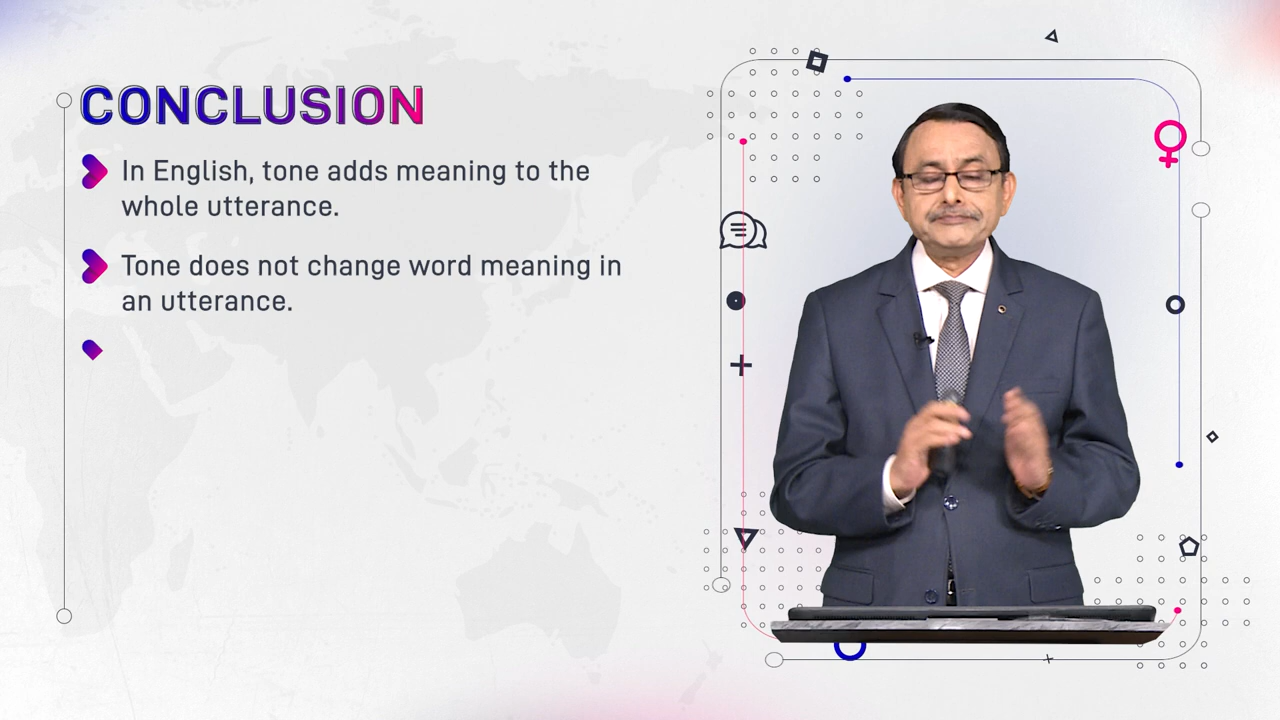 CONCLUSION
In English, tone adds meaning to the
whole utterance.
Tone does not change word meaning in
an utterance.